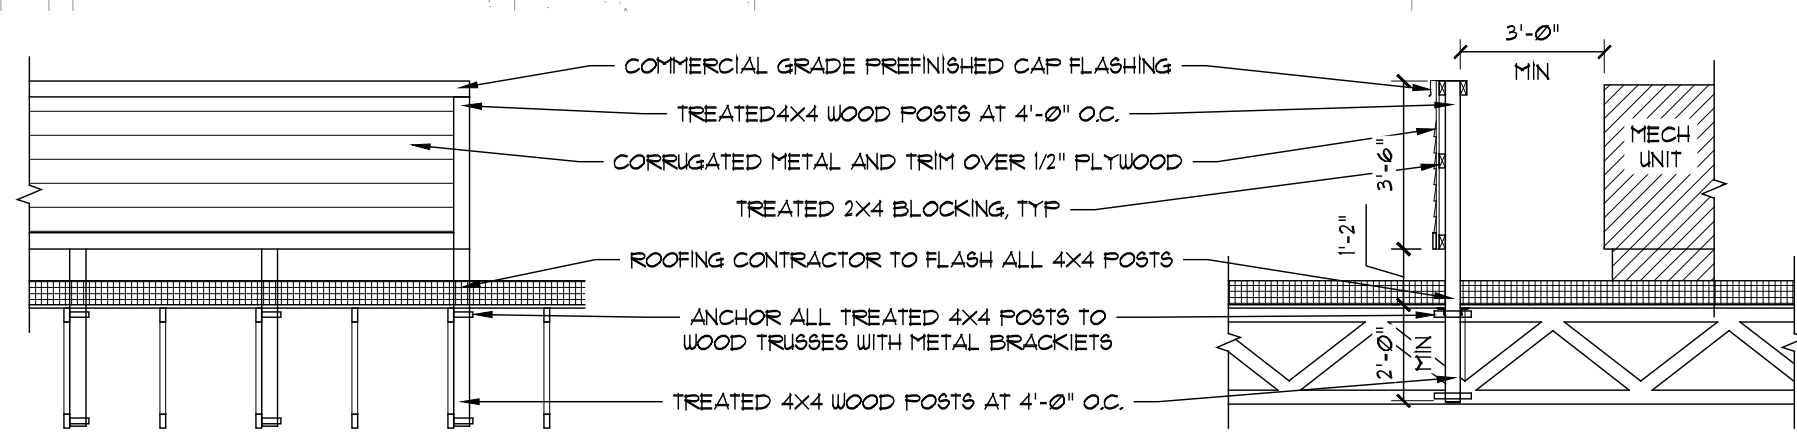 3'-0"
MIN
COMMERCIAL GRADE PREFINISHED CAP FLASHING
TREATED4X4 WOOD POSTS AT 4'-0" O.C.
CORRUGATED METAL AND TRIM OVER 1/2" PLYWOOD
TREATED 2X4 BLOCKING, TYP
ROOFING CONTRACTOR TO FLASH ALL 4X4 POSTS
ANCHOR ALL TREATED 4X4 POSTS TO
WOOD TRUSSES WITH METAL BRACKETS
TREATED 4X4 WOOD POSTS AT 4'-0" O.C.
MECH
UNIT
3'-6"
1'-2"
2'-0"
MIN